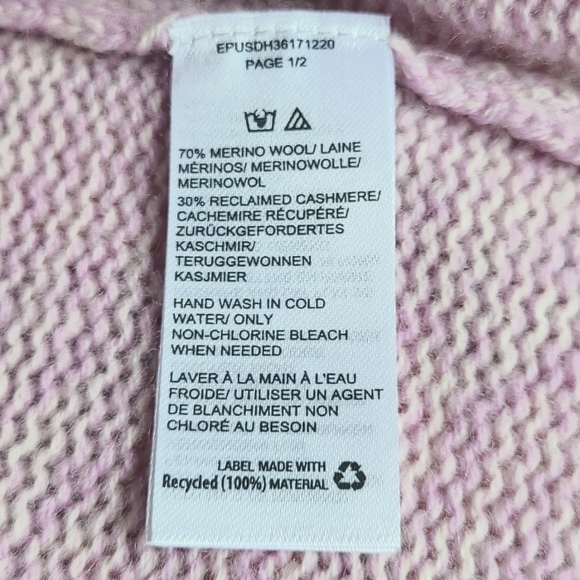 EPUSDH36171220
PAGE 1/2
70% MERINO WOOL/ LAINE
MÉRINOS/ MERINOWOLLE/
MERINOWOL
30% RECLAIMED CASHMERE/
CACHEMIRE RÉCUPÉRÉ/
ZURÜCKGEFORDERTES
KASCHMIR/
TERUGGEWONNEN
KASJMIER
HAND WASH IN COLD
WATER/ ONLY
NON-CHLORINE BLEACH
WHEN NEEDED
LAVER À LA MAIN À L'EAU
FROIDE/ UTILISER UN AGENT
DE BLANCHIMENT NON
CHLORÉ AU BESOIN
LABEL MADE WITH
Recycled (100%) MATERIAL